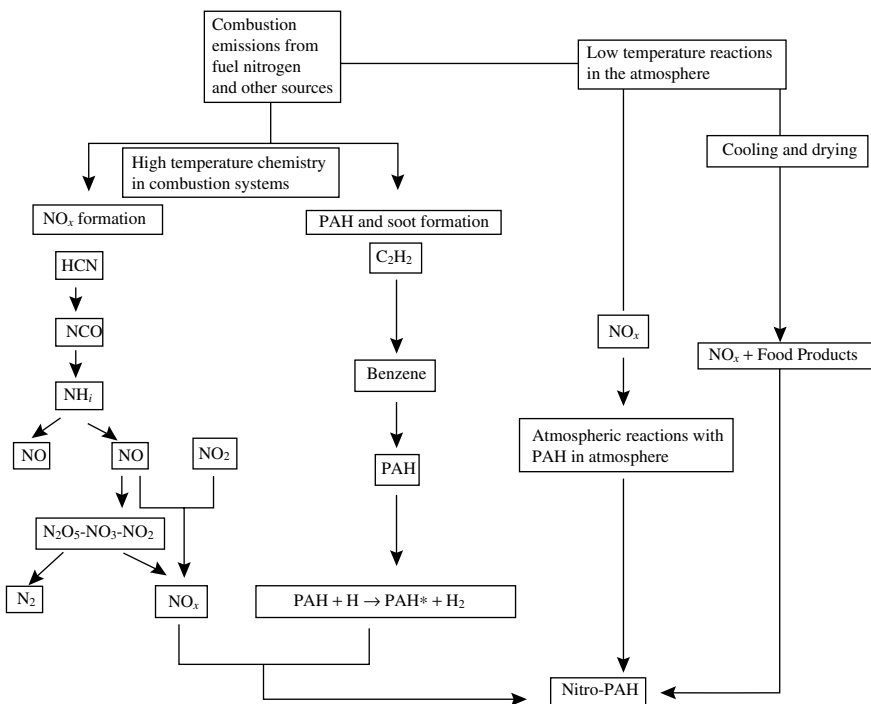 Combustion
emissions from
fuel nitrogen
and other sources
Low temperature reactions
in the atmosphere
High temperature chemistry
in combustion systems
Cooling and drying
NOₓ formation
PAH and soot formation
HCN
C₂H₂
NCO
NOₓ
NOₓ + Food Products
Benzene
NHᵢ
NO
NO
NO₂
Atmospheric reactions with
PAH in atmosphere
PAH
N₂O₅-NO₃-NO₂
N₂
NOₓ
PAH + H → PAH* + H₂
Nitro-PAH